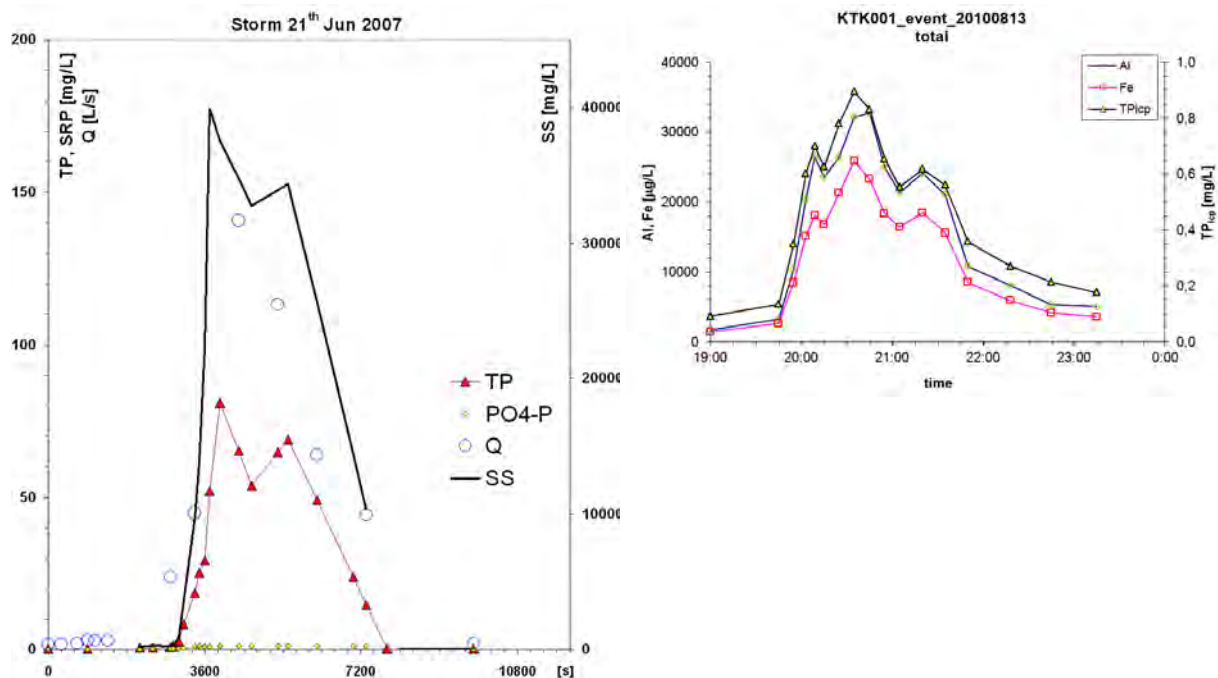 Storm 21th Jun 2007
TP, SRP [mg/L]
Q [L/s]
SS [mg/L]
200
150
100
50
0
40000
30000
20000
10000
0
0
3600
7200
10800
[s]
TP
PO4-P
Q
SS
KTK001_event_20100813
total
Al, Fe [µg/L]
TPicp [mg/L]
40000
30000
20000
10000
0
1,0
0,8
0,6
0,4
0,2
0,0
19:00
20:00
21:00
22:00
23:00
0:00
time
Al
Fe
TPicp